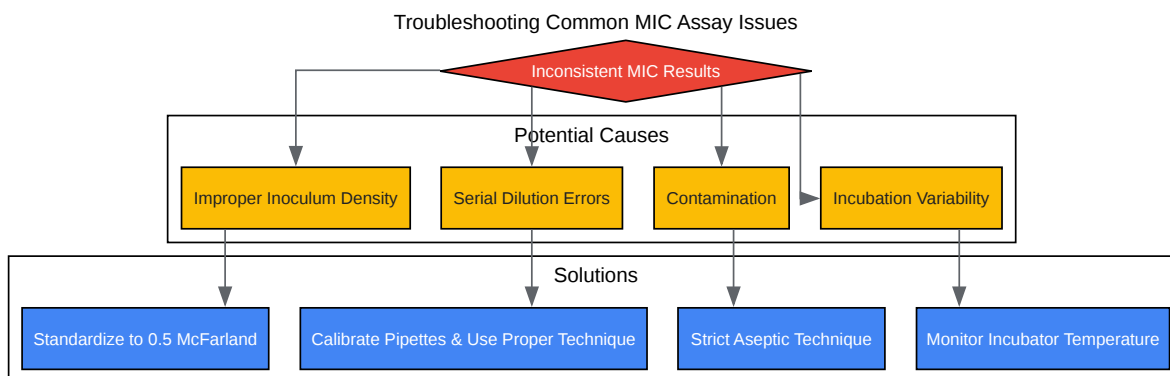 Troubleshooting Common MIC Assay Issues
Inconsistent MIC Results
Potential Causes
Improper Inoculum Density
Serial Dilution Errors
Contamination
Incubation Variability
Solutions
Standardize to 0.5 McFarland
Calibrate Pipettes & Use Proper Technique
Strict Aseptic Technique
Monitor Incubator Temperature